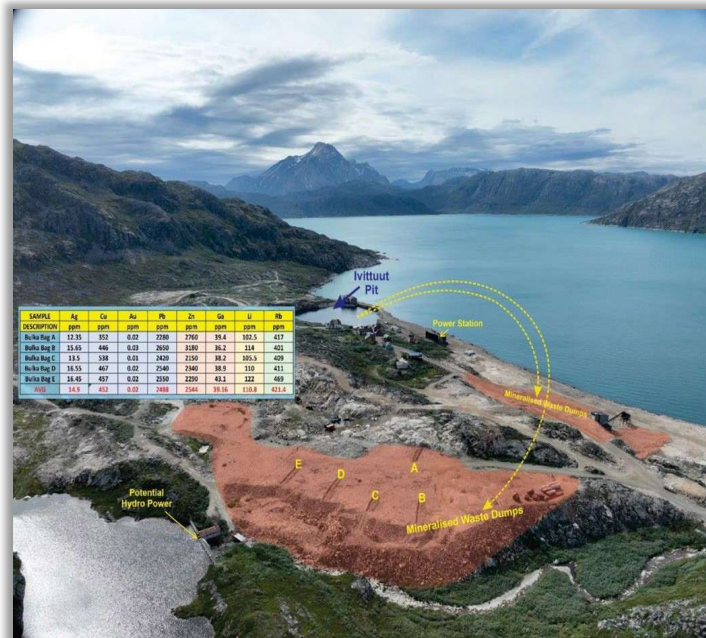 Ivittuut
Pit
Power Station
SAMPLE Ag Cu Au Pb Zn Ga Li Rb
DESCRIPTION ppm ppm ppm ppm ppm ppm ppm ppm
Bulka Bag A 12.35 352 0.02 2280 2760 39.4 102.5 417
Bulka Bag B 15.65 446 0.03 2650 3180 36.2 114 401
Bulka Bag C 13.5 538 0.01 2420 2150 38.2 105.5 409
Bulka Bag D 16.55 467 0.02 2540 2340 38.9 110 411
Bulka Bag E 16.45 457 0.02 2550 2290 43.1 122 469
AVG 14.9 452 0.02 2488 2544 39.16 110.8 421.4
Mineralised Waste Dumps
E
D
A
C
B
Potential
Hydro Power
Mineralised Waste Dumps